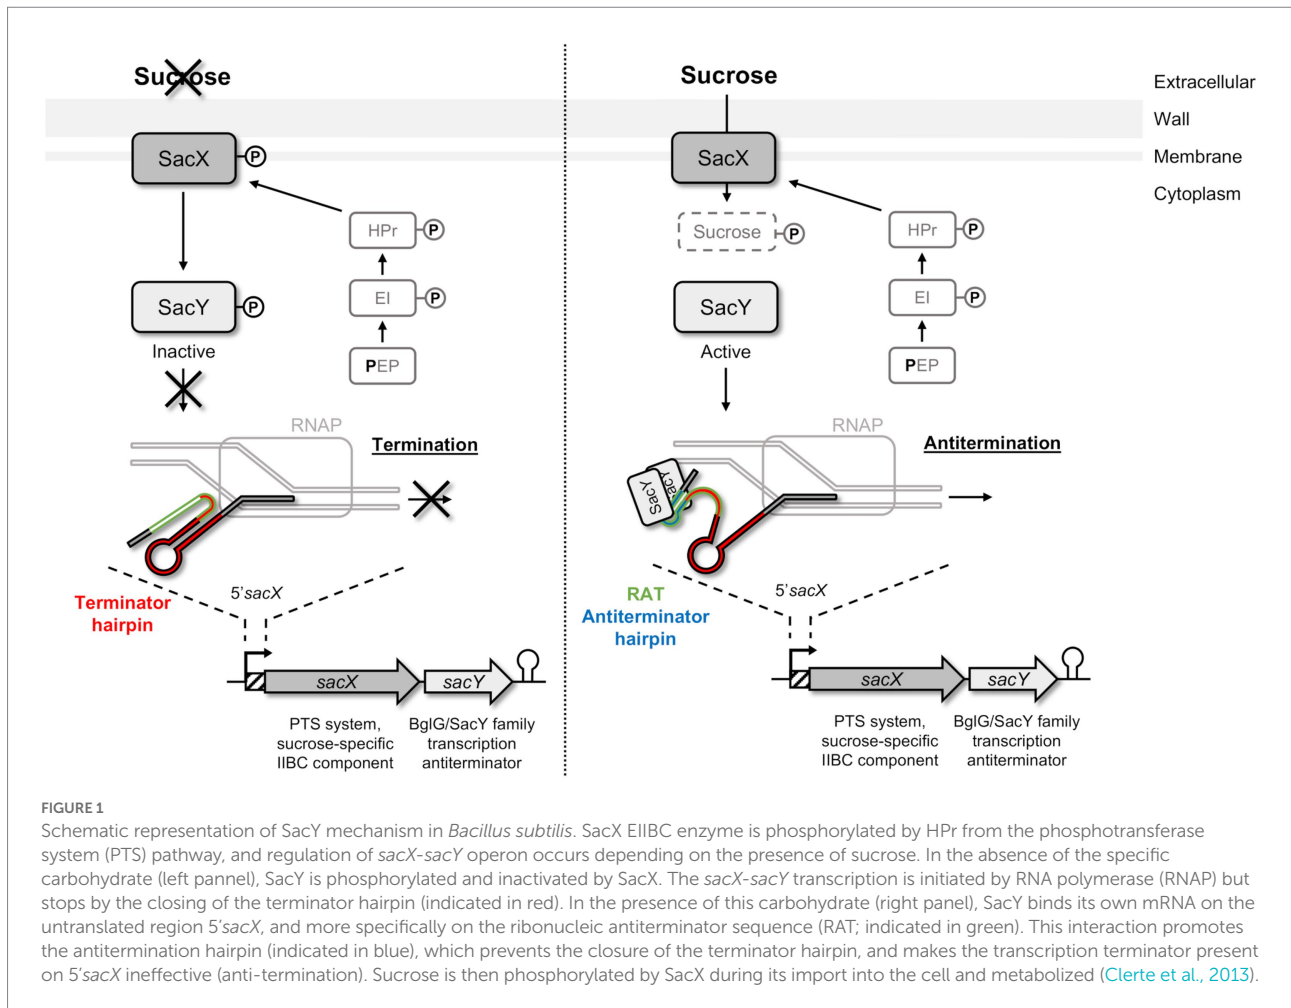 Sucrose
SacX
P
HPr
P
EI
P
PEP
SacY
P
Inactive
RNAP
Termination
Terminator
hairpin
5'sacX
sacX
sacY
PTS system,
sucrose-specific
IIBC component
BglG/SacY family
transcription
antiterminator
Sucrose
SacX
Sucrose
P
HPr
P
EI
P
PEP
SacY
Active
RNAP
Antitermination
SacY
SacY
RAT
Antiterminator
hairpin
5'sacX
sacX
sacY
PTS system,
sucrose-specific
IIBC component
BglG/SacY family
transcription
antiterminator
Extracellular
Wall
Membrane
Cytoplasm
FIGURE 1
Schematic representation of SacY mechanism in Bacillus subtilis. SacX EIIBC enzyme is phosphorylated by HPr from the phosphotransferase
system (PTS) pathway, and regulation of sacX-sacY operon occurs depending on the presence of sucrose. In the absence of the specific
carbohydrate (left pannel), SacY is phosphorylated and inactivated by SacX. The sacX-sacY transcription is initiated by RNA polymerase (RNAP) but
stops by the closing of the terminator hairpin (indicated in red). In the presence of this carbohydrate (right panel), SacY binds its own mRNA on the
untranslated region 5'sacX, and more specifically on the ribonucleic antiterminator sequence (RAT; indicated in green). This interaction promotes
the antitermination hairpin (indicated in blue), which prevents the closure of the terminator hairpin, and makes the transcription terminator present
on 5'sacX ineffective (anti-termination). Sucrose is then phosphorylated by SacX during its import into the cell and metabolized (Clerte et al., 2013).